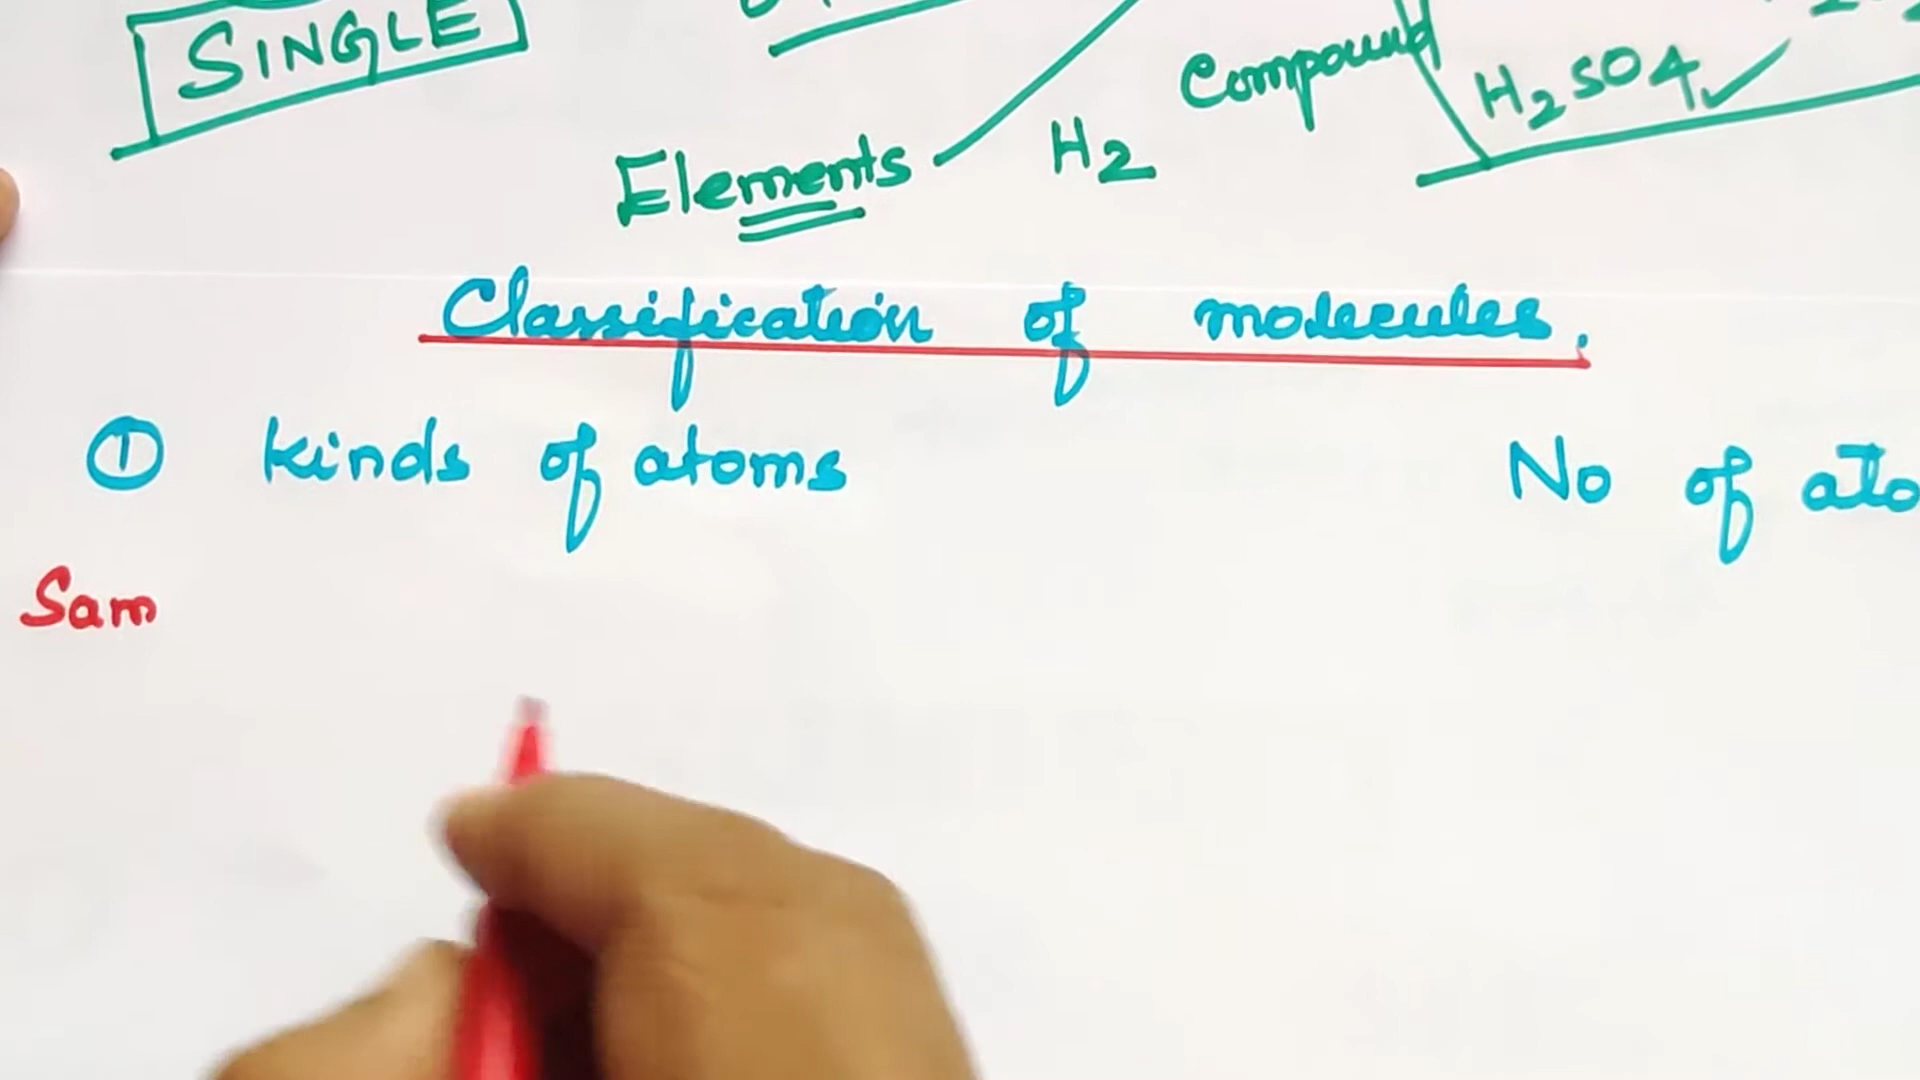 SINGLE
Compound
H2SO4
Elements H2
Classification of molecules.
1 kinds of atoms
No of ato
Sam